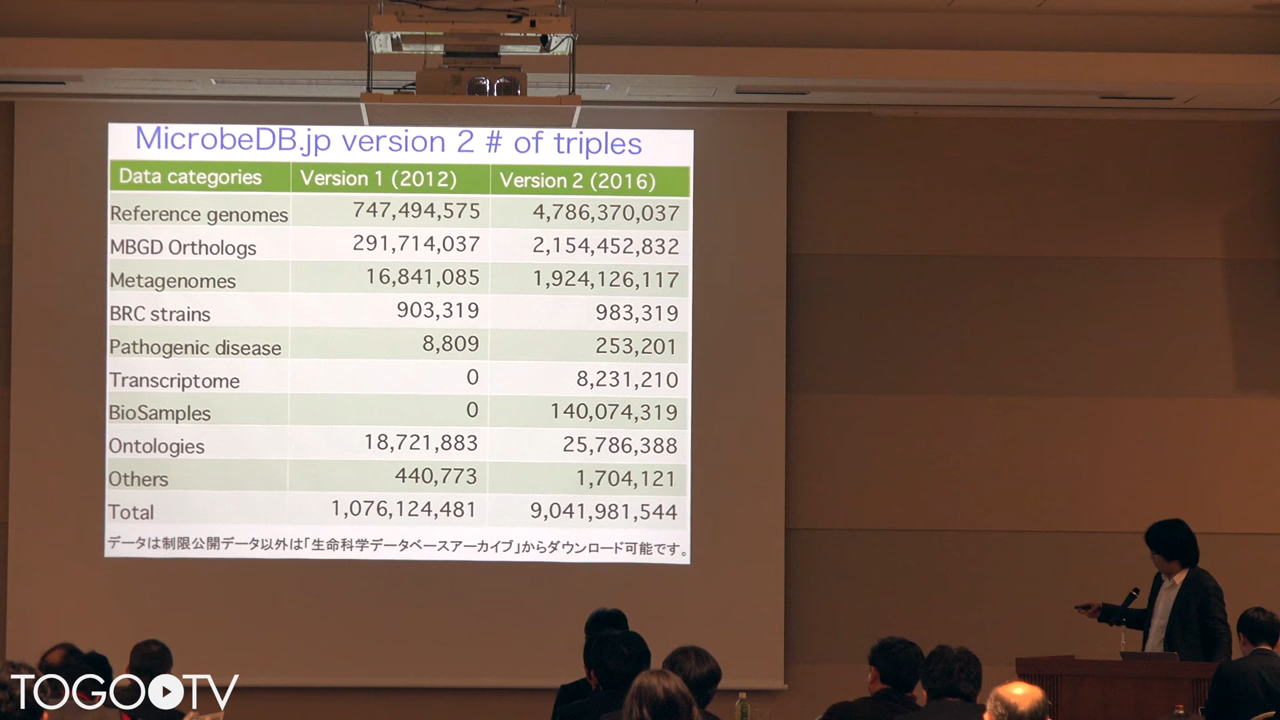 MicrobeDB.jp version 2 # of triples
Data categories Version 1 (2012) Version 2 (2016)
Reference genomes 747,494,575 4,786,370,037
MBGD Orthologs 291,714,037 2,154,452,832
Metagenomes 16,841,085 1,924,126,117
BRC strains 903,319 983,319
Pathogenic disease 8,809 253,201
Transcriptome 0 8,231,210
BioSamples 0 140,074,319
Ontologies 18,721,883 25,786,388
Others 440,773 1,704,121
Total 1,076,124,481 9,041,981,544
データは制限公開データ以外は「生命科学データベースアーカイブ」からダウンロード可能です。
TOGO TV